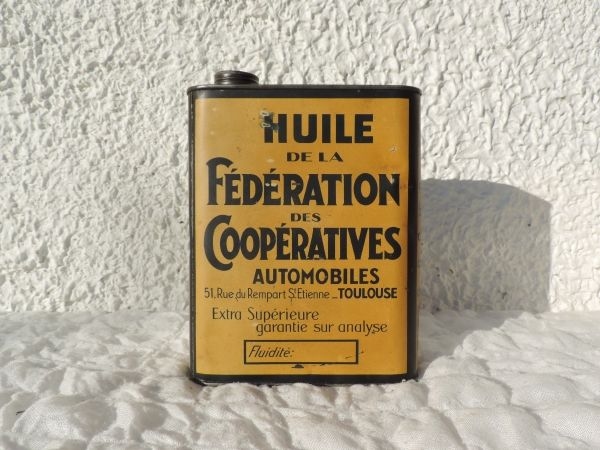 HUILE
DE LA
FÉDÉRATION
DES
COOPÉRATIVES
AUTOMOBILES
51, Rue du Rempart St Etienne _ TOULOUSE
Extra Supérieure
garantie sur analyse
Fluidité: